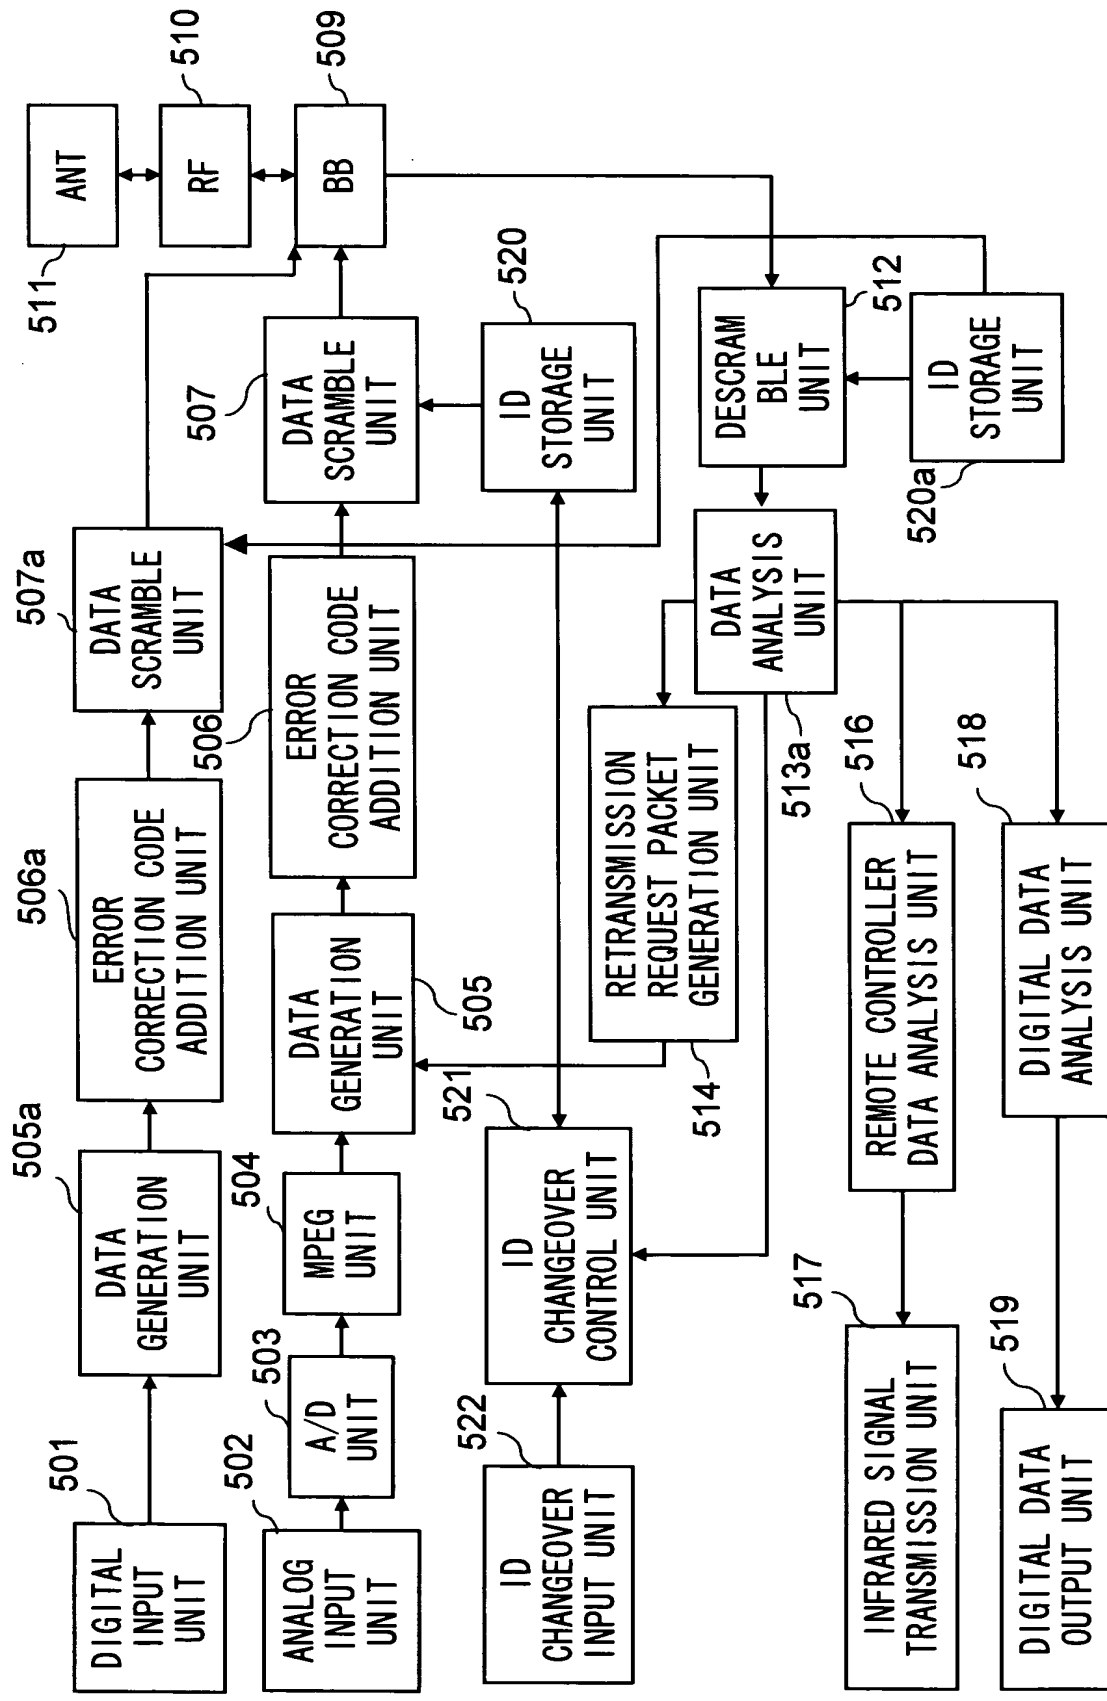 511
ANT
510
RF
509
BB
501
DIGITAL
INPUT
UNIT
505a
DATA
GENERATION
UNIT
506a
ERROR
CORRECTION CODE
ADDITION UNIT
507a
DATA
SCRAMBLE
UNIT
502
ANALOG
INPUT
UNIT
503
A/D
UNIT
504
MPEG
UNIT
505
DATA
GENERATION
UNIT
506
ERROR
CORRECTION CODE
ADDITION UNIT
507
DATA
SCRAMBLE
UNIT
522
ID
CHANGEOVER
INPUT UNIT
521
ID
CHANGEOVER
CONTROL UNIT
520
ID
STORAGE
UNIT
514
RETRANSMISSION
REQUEST PACKET
GENERATION UNIT
513a
DATA
ANALYSIS
UNIT
512
DESCRAM
BLE
UNIT
520a
ID
STORAGE
UNIT
517
INFRARED SIGNAL
TRANSMISSION UNIT
516
REMOTE CONTROLLER
DATA ANALYSIS UNIT
519
DIGITAL DATA
OUTPUT UNIT
518
DIGITAL DATA
ANALYSIS UNIT